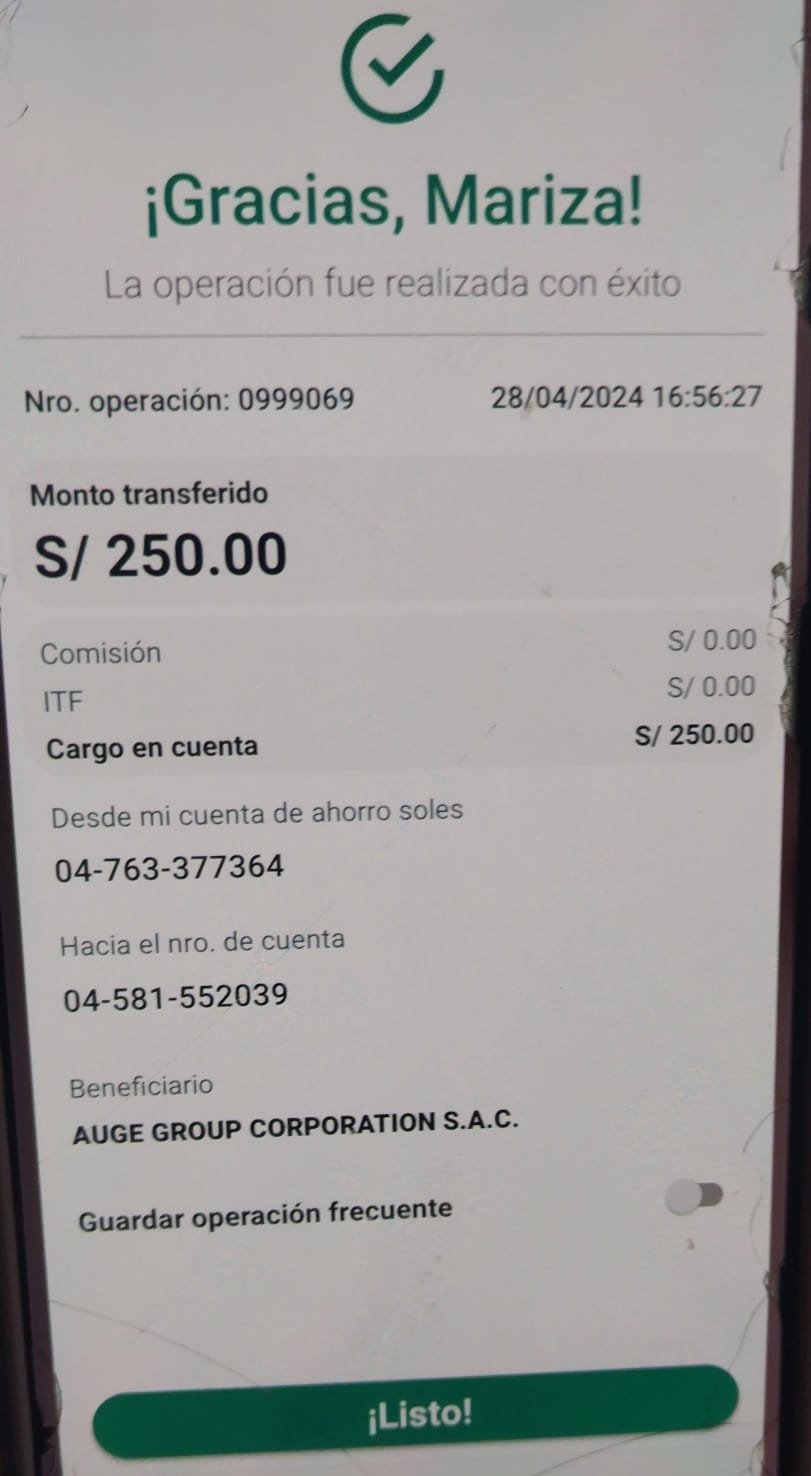 ¡Gracias, Mariza!
La operación fue realizada con éxito
Nro. operación: 0999069 28/04/2024 16:56:27
Monto transferido
S/ 250.00
Comisión S/ 0.00
ITF S/ 0.00
Cargo en cuenta S/ 250.00
Desde mi cuenta de ahorro soles
04-763-377364
Hacia el nro. de cuenta
04-581-552039
Beneficiario
AUGE GROUP CORPORATION S.A.C.
Guardar operación frecuente
¡Listo!